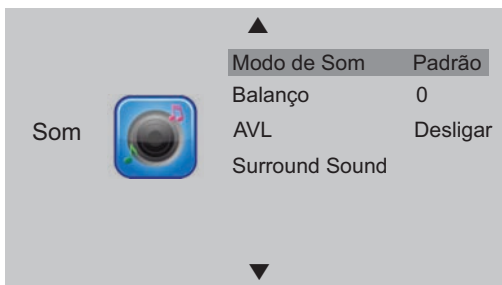 Som
Modo de Som Padrão
Balanço 0
AVL Desligar
Surround Sound